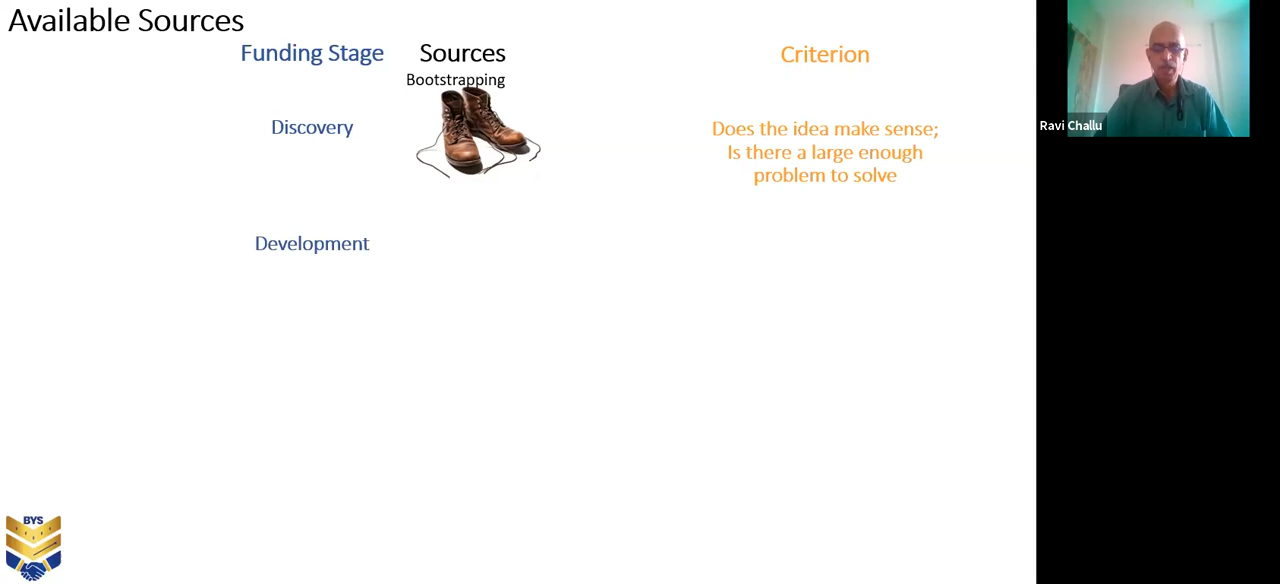 Available Sources
Funding Stage
Sources
Criterion
Bootstrapping
Discovery
Does the idea make sense;
Is there a large enough
problem to solve
Development
Ravi Challu
BYS